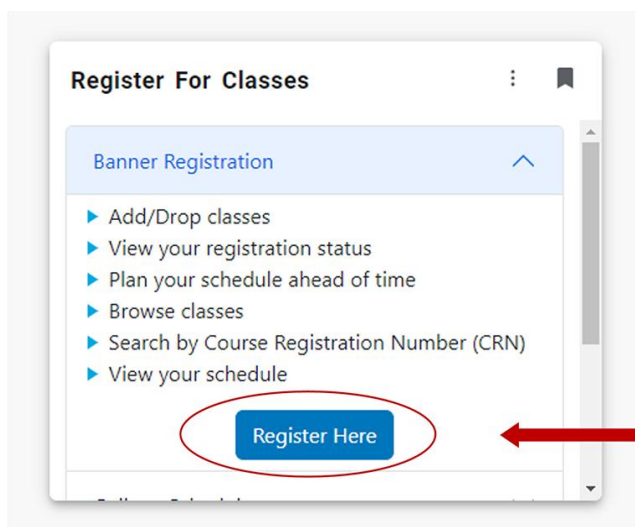 Register For Classes
Banner Registration
Add/Drop classes
View your registration status
Plan your schedule ahead of time
Browse classes
Search by Course Registration Number (CRN)
View your schedule
Register Here